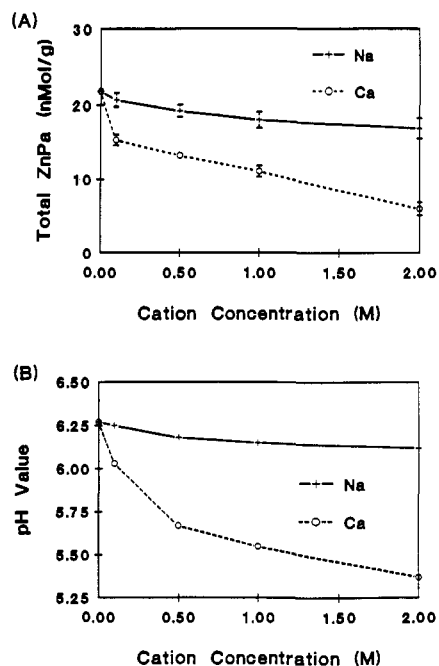 (A)
Total ZnPa (nMol/g)
30
20
10
0
Na
Ca
0.00 0.50 1.00 1.50 2.00
Cation Concentration (M)
(B)
pH Value
6.50
6.25
6.00
5.75
5.50
5.25
Na
Ca
0.00 0.50 1.00 1.50 2.00
Cation Concentration (M)